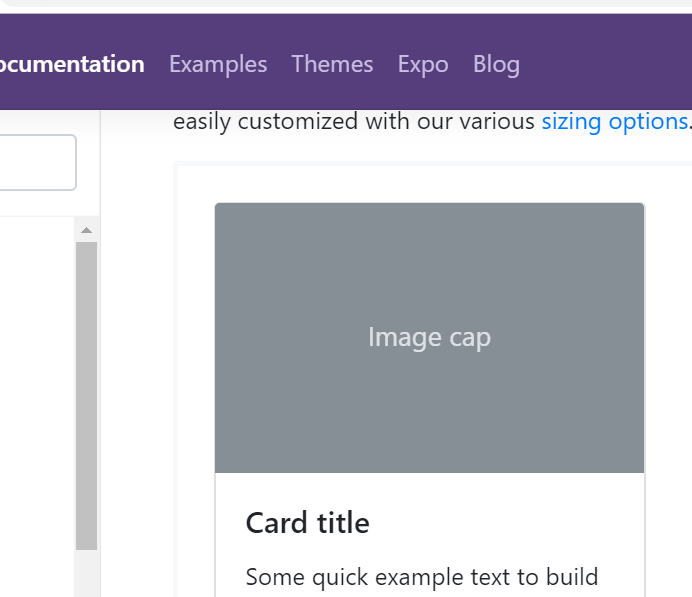 ocumentation Examples Themes Expo Blog
easily customized with our various sizing options.
Image cap
Card title
Some quick example text to build